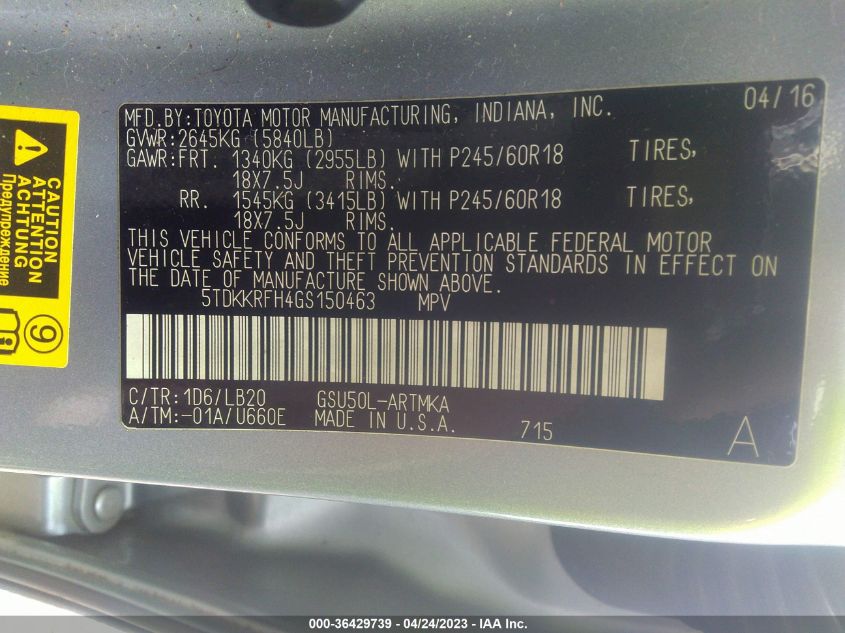 MFD.BY:TOYOTA MOTOR MANUFACTURING, INDIANA, INC. 04/16
GVWR:2645KG (5840LB)
GAWR:FRT. 1340KG (2955LB) WITH P245/60R18 TIRES,
18X7.5J RIMS.
RR. 1545KG (3415LB) WITH P245/60R18 TIRES,
18X7.5J RIMS.
THIS VEHICLE CONFORMS TO ALL APPLICABLE FEDERAL MOTOR
VEHICLE SAFETY AND THEFT PREVENTION STANDARDS IN EFFECT ON
THE DATE OF MANUFACTURE SHOWN ABOVE.
5TDKKRFH4GS150463 MPV
C/TR:1D6/LB20 GSU50L-ARTMKA
A/TM:-01A/U660E MADE IN U.S.A. 715 A
CAUTION
ATTENTION
ACHTUNG
Предупреждение
9
000-36429739 - 04/24/2023 - IAA Inc.